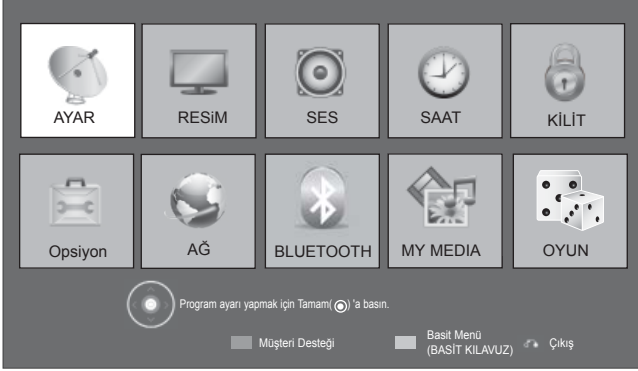 AYAR RESiM SES SAAT KİLİT
Opsiyon AĞ BLUETOOTH MY MEDIA OYUN
Program ayarı yapmak için Tamam( ) 'a basın.
Müşteri Desteği
Basit Menü
(BASİT KILAVUZ)
Çıkış